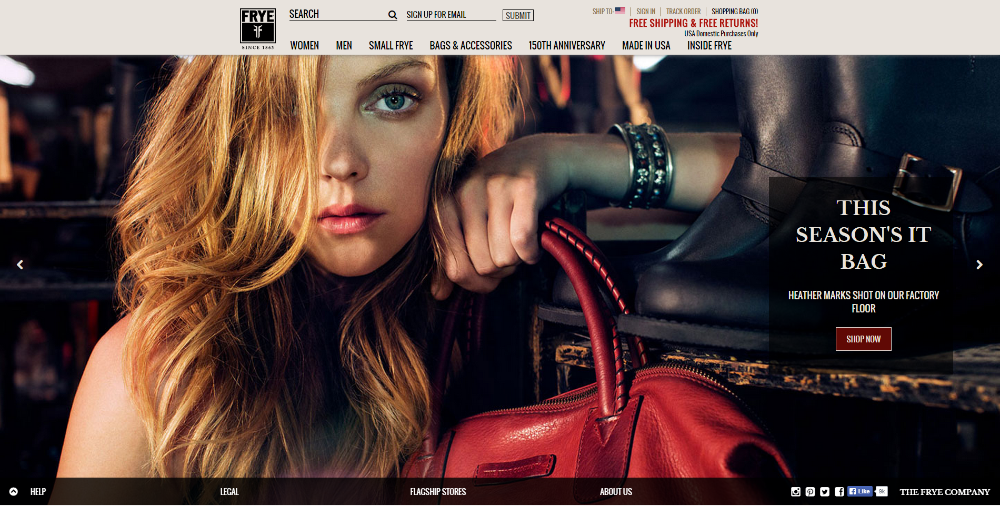 FRYE
SINCE 1863
SEARCH
SIGN UP FOR EMAIL
SUBMIT
SHIP TO:
SIGN IN
TRACK ORDER
SHOPPING BAG (0)
FREE SHIPPING & FREE RETURNS!
USA Domestic Purchases Only
WOMEN
MEN
SMALL FRYE
BAGS & ACCESSORIES
150TH ANNIVERSARY
MADE IN USA
INSIDE FRYE
THIS
SEASON'S IT
BAG
HEATHER MARKS SHOT ON OUR FACTORY
FLOOR
SHOP NOW
HELP
LEGAL
FLAGSHIP STORES
ABOUT US
Like
9k
THE FRYE COMPANY